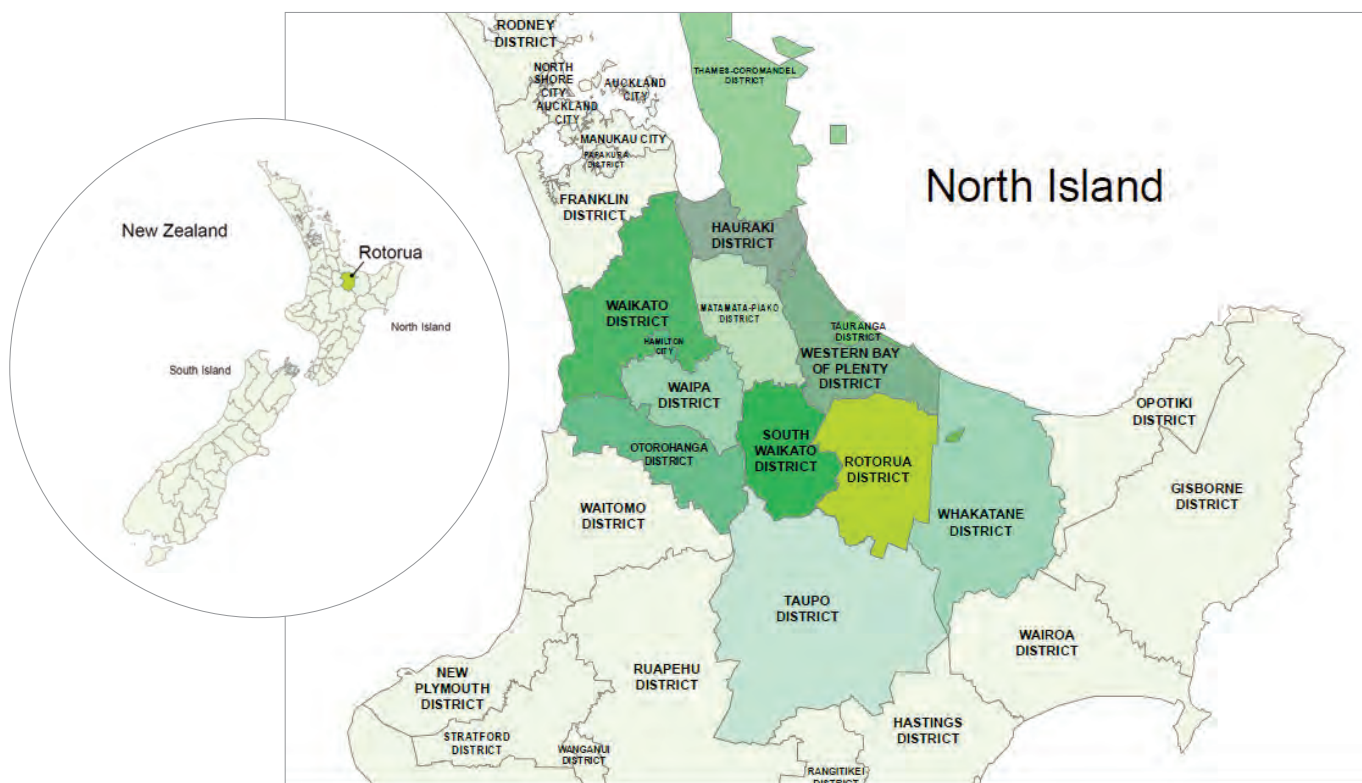 New Zealand
Rotorua
North Island
South Island
North Island
RODNEY
DISTRICT
NORTH
SHORE
CITY
AUCKLAND
CITY
AUCKLAND
CITY
MANUKAU CITY
PAPAKURA
DISTRICT
FRANKLIN
DISTRICT
THAMES-COROMANDEL
DISTRICT
HAURAKI
DISTRICT
WAIKATO
DISTRICT
MATAMATA-PIAKO
DISTRICT
HAMILTON
CITY
TAURANGA
DISTRICT
WESTERN BAY
OF PLENTY
DISTRICT
WAIPA
DISTRICT
OTOROHANGA
DISTRICT
SOUTH
WAIKATO
DISTRICT
ROTORUA
DISTRICT
WHAKATANE
DISTRICT
OPOTIKI
DISTRICT
GISBORNE
DISTRICT
WAITOMO
DISTRICT
TAUPO
DISTRICT
WAIROA
DISTRICT
NEW
PLYMOUTH
DISTRICT
RUAPEHU
DISTRICT
HASTINGS
DISTRICT
STRATFORD
DISTRICT
WANGANUI
DISTRICT
RANGITIKEI
DISTRICT